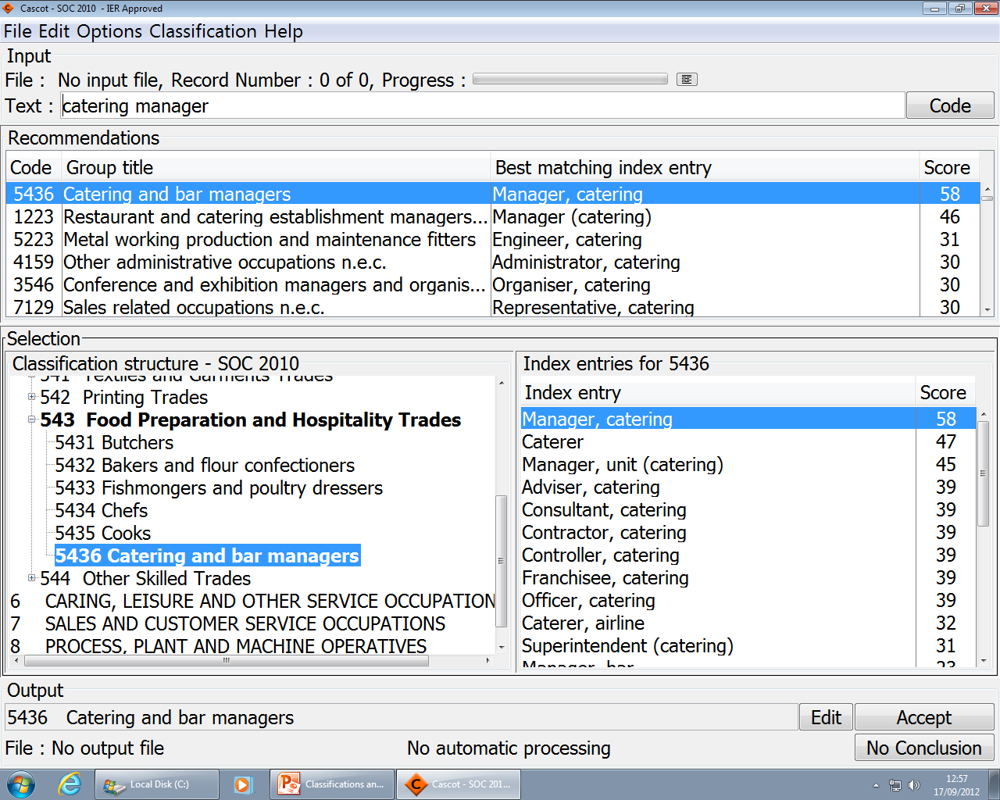 Cascot - SOC 2010 - IER Approved
File Edit Options Classification Help
Input
File : No input file, Record Number : 0 of 0, Progress :
Text : catering manager Code
Recommendations
Code Group title Best matching index entry Score
5436 Catering and bar managers Manager, catering 58
1223 Restaurant and catering establishment managers... Manager (catering) 46
5223 Metal working production and maintenance fitters Engineer, catering 31
4159 Other administrative occupations n.e.c. Administrator, catering 30
3546 Conference and exhibition managers and organis... Organiser, catering 30
7129 Sales related occupations n.e.c. Representative, catering 30
Selection
Classification structure - SOC 2010
541 Textiles and Garments Trades
542 Printing Trades
543 Food Preparation and Hospitality Trades
5431 Butchers
5432 Bakers and flour confectioners
5433 Fishmongers and poultry dressers
5434 Chefs
5435 Cooks
5436 Catering and bar managers
544 Other Skilled Trades
6 CARING, LEISURE AND OTHER SERVICE OCCUPATION
7 SALES AND CUSTOMER SERVICE OCCUPATIONS
8 PROCESS, PLANT AND MACHINE OPERATIVES
Index entries for 5436
Index entry Score
Manager, catering 58
Caterer 47
Manager, unit (catering) 45
Adviser, catering 39
Consultant, catering 39
Contractor, catering 39
Controller, catering 39
Franchisee, catering 39
Officer, catering 39
Caterer, airline 32
Superintendent (catering) 31
Manager, bar 23
Output
5436 Catering and bar managers Edit Accept
File : No output file No automatic processing No Conclusion
Local Disk (C:) Classifications an... Cascot - SOC 201... 12:57
17/09/2012